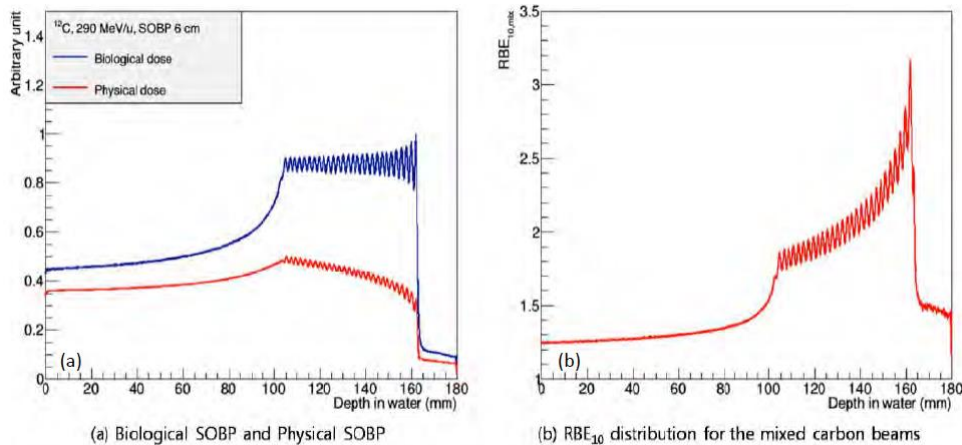 Arbitrary unit
1.4
1.2
1
0.8
0.6
0.4
0.2
0
¹²C, 290 MeV/u, SOBP 6 cm
Biological dose
Physical dose
(a)
0 20 40 60 80 100 120 140 160 180
Depth in water (mm)
(a) Biological SOBP and Physical SOBP
RBE₁₀,mix
3.5
3
2.5
2
1.5
1
(b)
0 20 40 60 80 100 120 140 160 180
Depth in water (mm)
(b) RBE₁₀ distribution for the mixed carbon beams